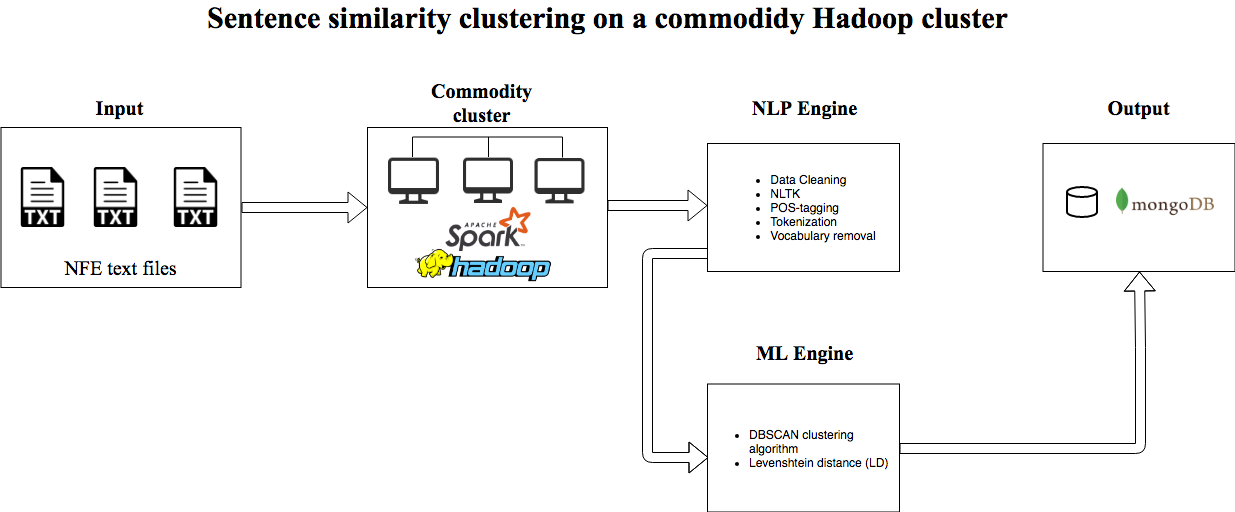 Sentence similarity clustering on a commodidy Hadoop cluster
Input
TXT
TXT
TXT
NFE text files
Commodity
cluster
APACHE
Spark™
hadoop
NLP Engine
Data Cleaning
NLTK
POS-tagging
Tokenization
Vocabulary removal
ML Engine
DBSCAN clustering
algorithm
Levenshtein distance (LD)
Output
mongoDB